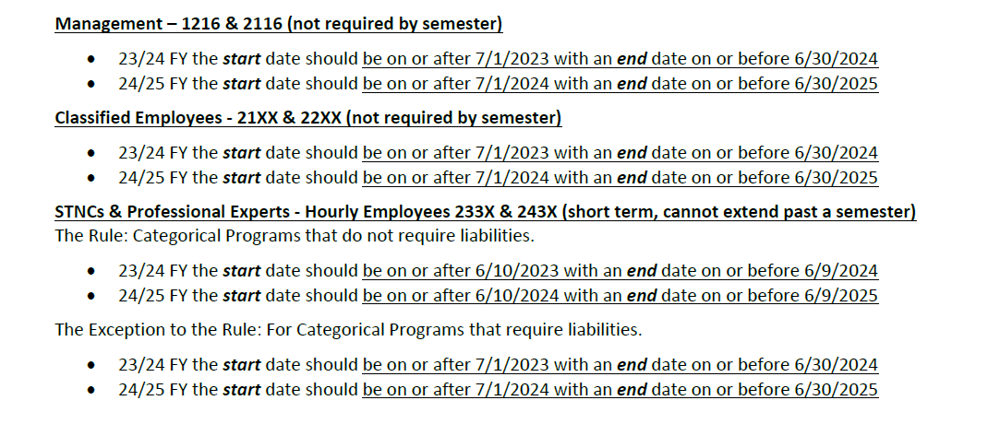 Management – 1216 & 2116 (not required by semester)
• 23/24 FY the start date should be on or after 7/1/2023 with an end date on or before 6/30/2024
• 24/25 FY the start date should be on or after 7/1/2024 with an end date on or before 6/30/2025
Classified Employees - 21XX & 22XX (not required by semester)
• 23/24 FY the start date should be on or after 7/1/2023 with an end date on or before 6/30/2024
• 24/25 FY the start date should be on or after 7/1/2024 with an end date on or before 6/30/2025
STNCs & Professional Experts - Hourly Employees 233X & 243X (short term, cannot extend past a semester)
The Rule: Categorical Programs that do not require liabilities.
• 23/24 FY the start date should be on or after 6/10/2023 with an end date on or before 6/9/2024
• 24/25 FY the start date should be on or after 6/10/2024 with an end date on or before 6/9/2025
The Exception to the Rule: For Categorical Programs that require liabilities.
• 23/24 FY the start date should be on or after 7/1/2023 with an end date on or before 6/30/2024
• 24/25 FY the start date should be on or after 7/1/2024 with an end date on or before 6/30/2025